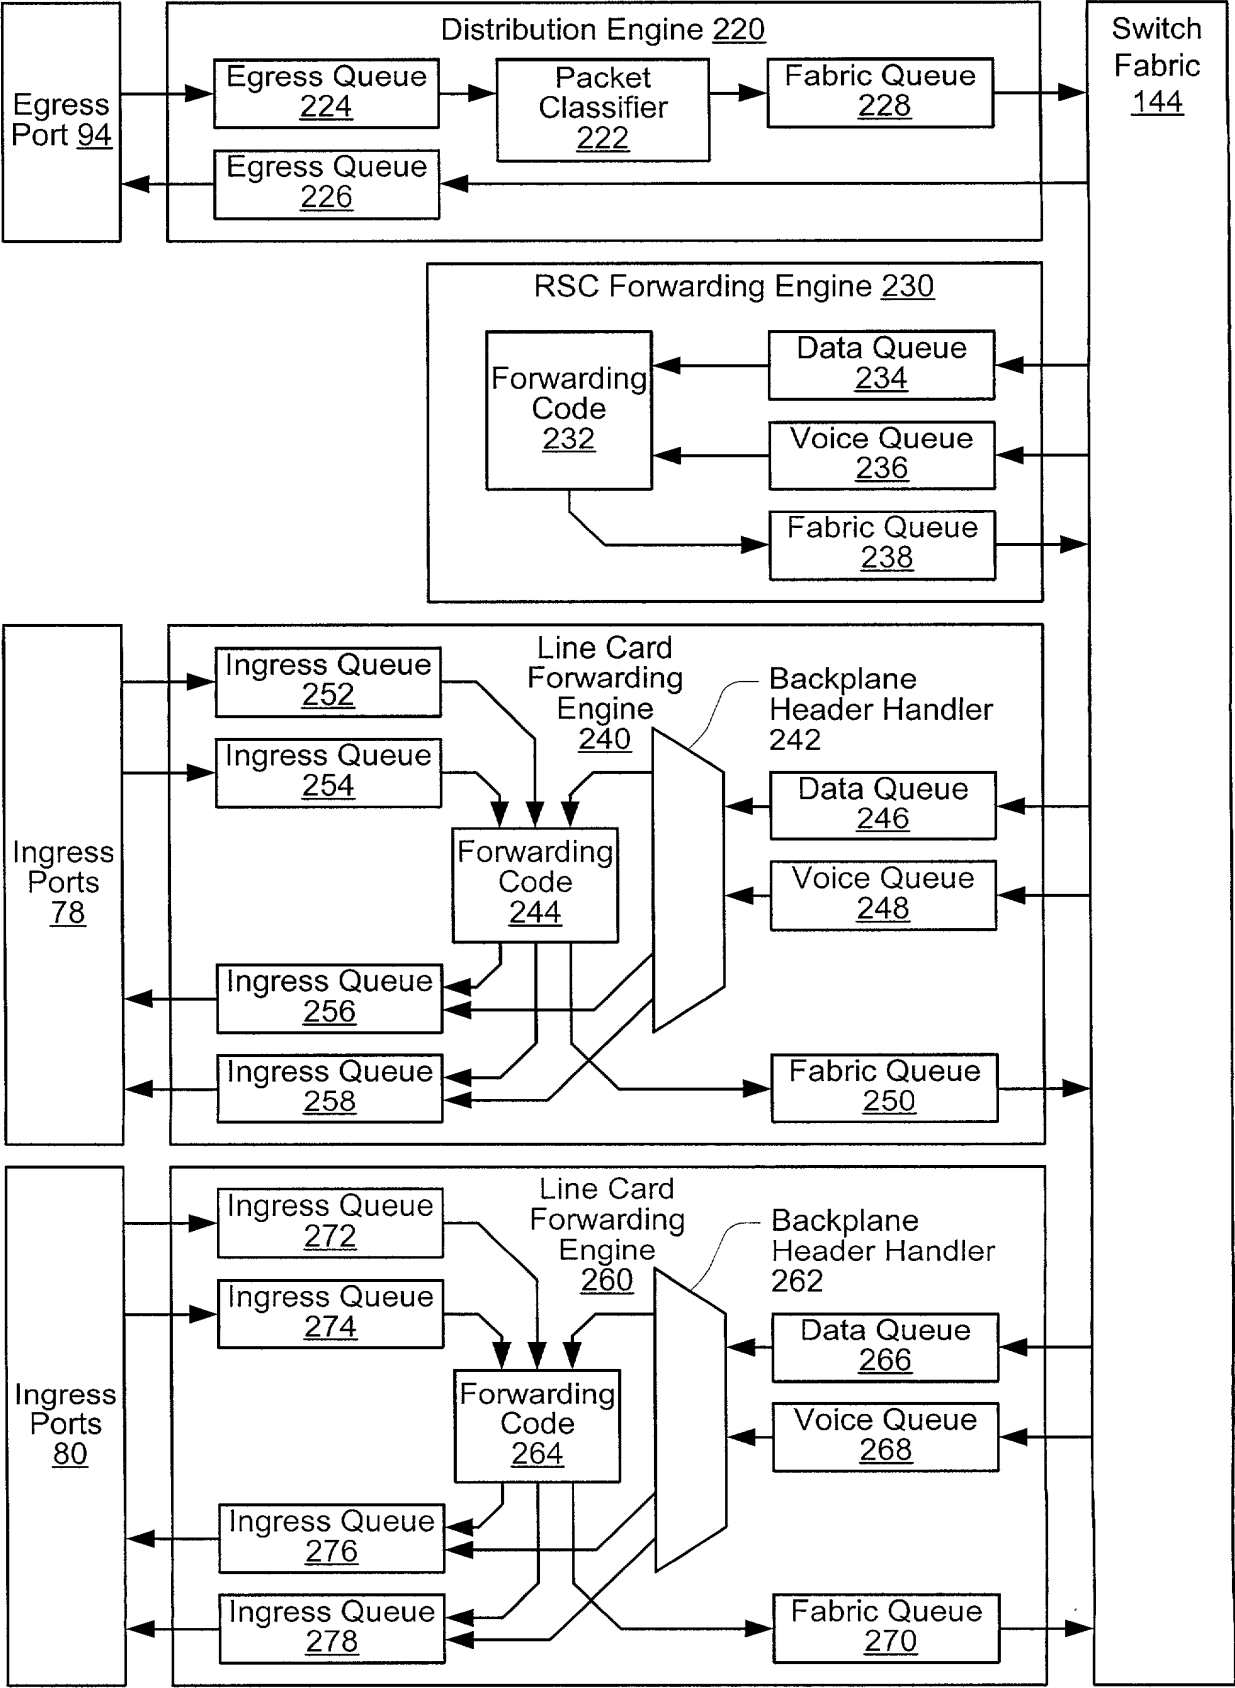 Distribution Engine 220
Switch
Fabric
144
Egress
Port 94
Egress Queue
224
Packet
Classifier
222
Fabric Queue
228
Egress Queue
226
RSC Forwarding Engine 230
Forwarding
Code
232
Data Queue
234
Voice Queue
236
Fabric Queue
238
Ingress
Ports
78
Ingress Queue
252
Line Card
Forwarding
Engine
240
Backplane
Header Handler
242
Ingress Queue
254
Data Queue
246
Forwarding
Code
244
Voice Queue
248
Ingress Queue
256
Ingress Queue
258
Fabric Queue
250
Ingress
Ports
80
Ingress Queue
272
Line Card
Forwarding
Engine
260
Backplane
Header Handler
262
Ingress Queue
274
Data Queue
266
Forwarding
Code
264
Voice Queue
268
Ingress Queue
276
Ingress Queue
278
Fabric Queue
270